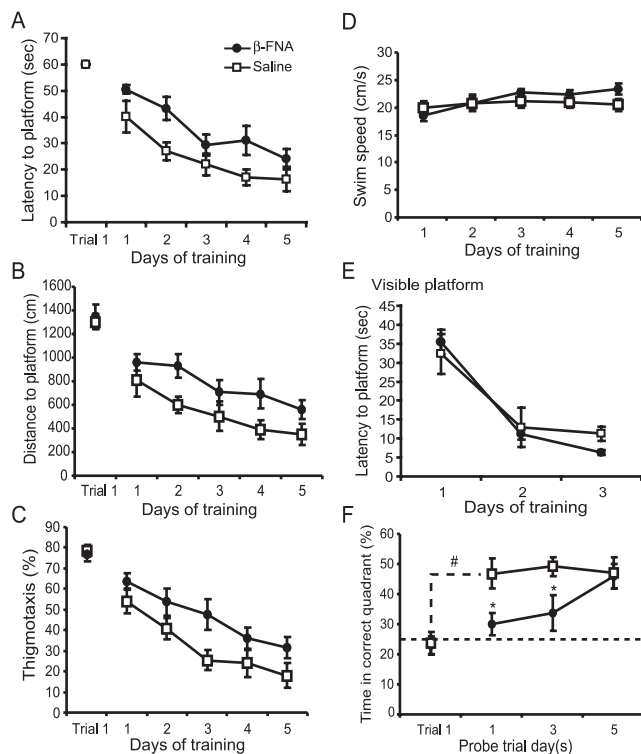 A
β-FNA
Saline
Latency to platform (sec)
70
60
50
40
30
20
10
0
Trial 1 1 2 3 4 5
Days of training
B
Distance to platform (cm)
1600
1400
1200
1000
800
600
400
200
0
Trial 1 1 2 3 4 5
Days of training
C
Thigmotaxis (%)
90
80
70
60
50
40
30
20
10
0
Trial 1 1 2 3 4 5
Days of training
D
Swim speed (cm/s)
40
35
30
25
20
15
10
5
0
1 2 3 4 5
Days of training
E
Visible platform
Latency to platform (sec)
45
40
35
30
25
20
15
10
5
0
1 2 3
Days of training
F
Time in correct quadrant (%)
60
50
40
30
20
10
0
#
*
*
Trial 1 1 3 5
Probe trial day(s)